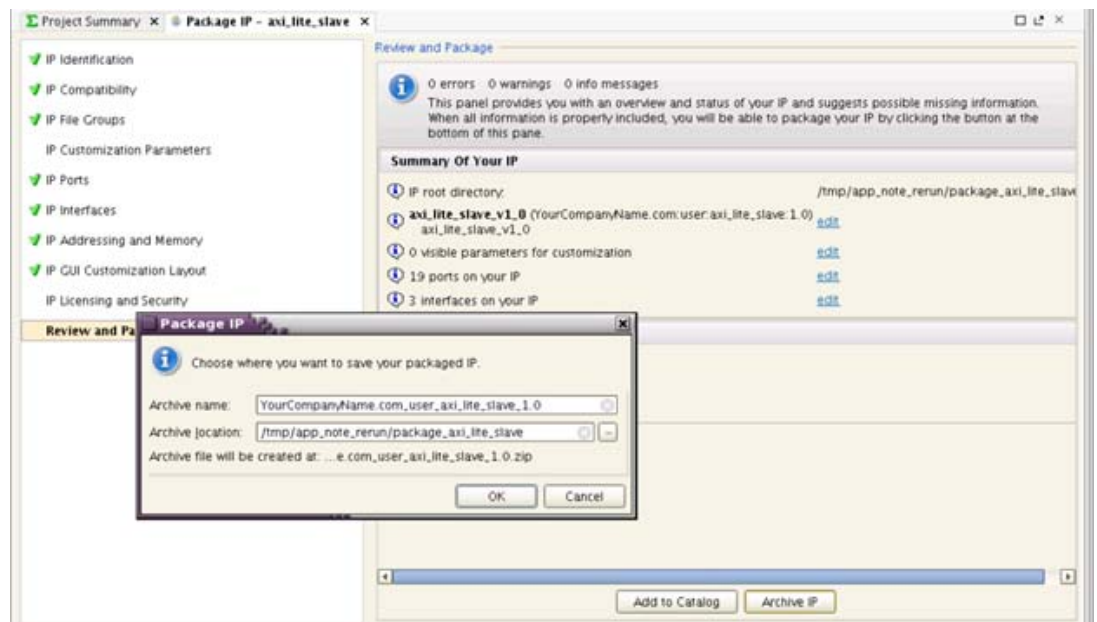 Project Summary × Package IP - axi_lite_slave ×
IP Identification
IP Compatibility
IP File Groups
IP Customization Parameters
IP Ports
IP Interfaces
IP Addressing and Memory
IP GUI Customization Layout
IP Licensing and Security
Review and Pa
Review and Package
0 errors 0 warnings 0 info messages
This panel provides you with an overview and status of your IP and suggests possible missing information.
When all information is properly included, you will be able to package your IP by clicking the button at the
bottom of this pane.
Summary Of Your IP
IP root directory: /tmp/app_note_rerun/package_axi_lite_slav
axi_lite_slave_v1_0 (YourCompanyName.com:user:axi_lite_slave:1.0) edit
axi_lite_slave_v1_0
0 visible parameters for customization edit
19 ports on your IP edit
3 interfaces on your IP edit
Package IP
Choose where you want to save your packaged IP.
Archive name: YourCompanyName.com_user_axi_lite_slave_1.0
Archive location: /tmp/app_note_rerun/package_axi_lite_slave
Archive file will be created at: ...e.com_user_axi_lite_slave_1.0.zip
OK Cancel
Add to Catalog Archive IP